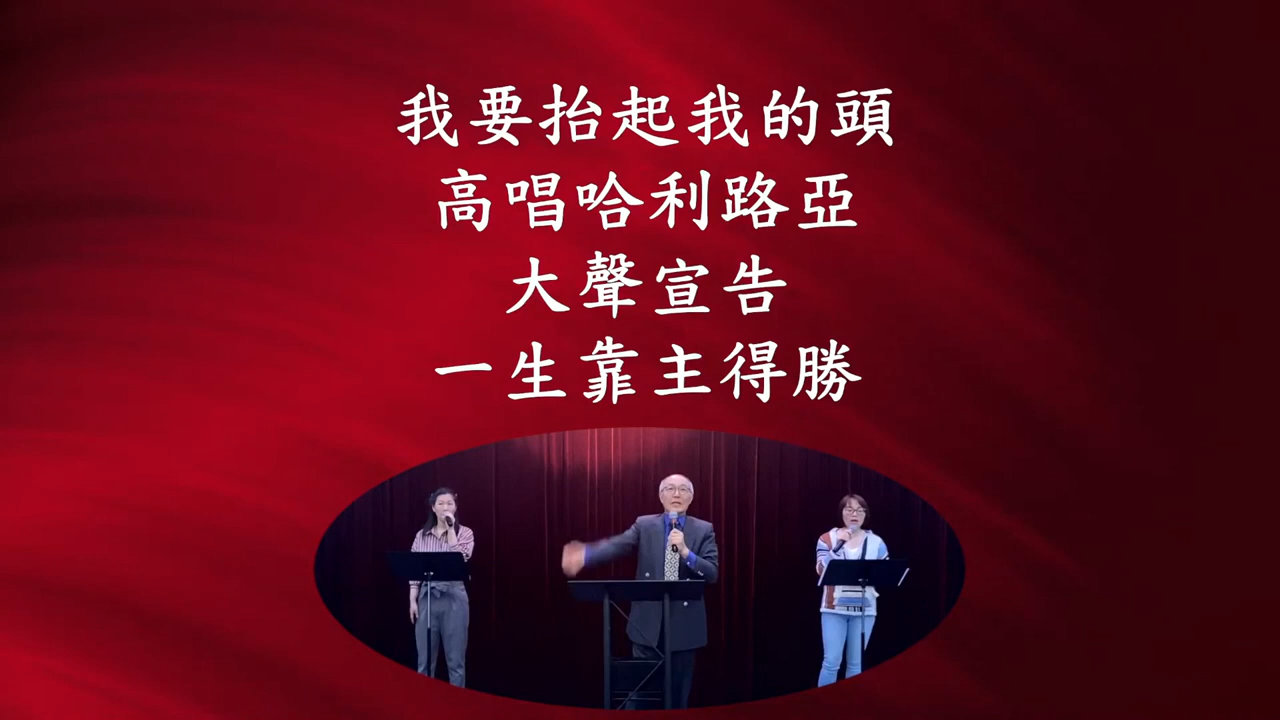 我要抬起我的頭
高唱哈利路亞
大聲宣告
一生靠主得勝